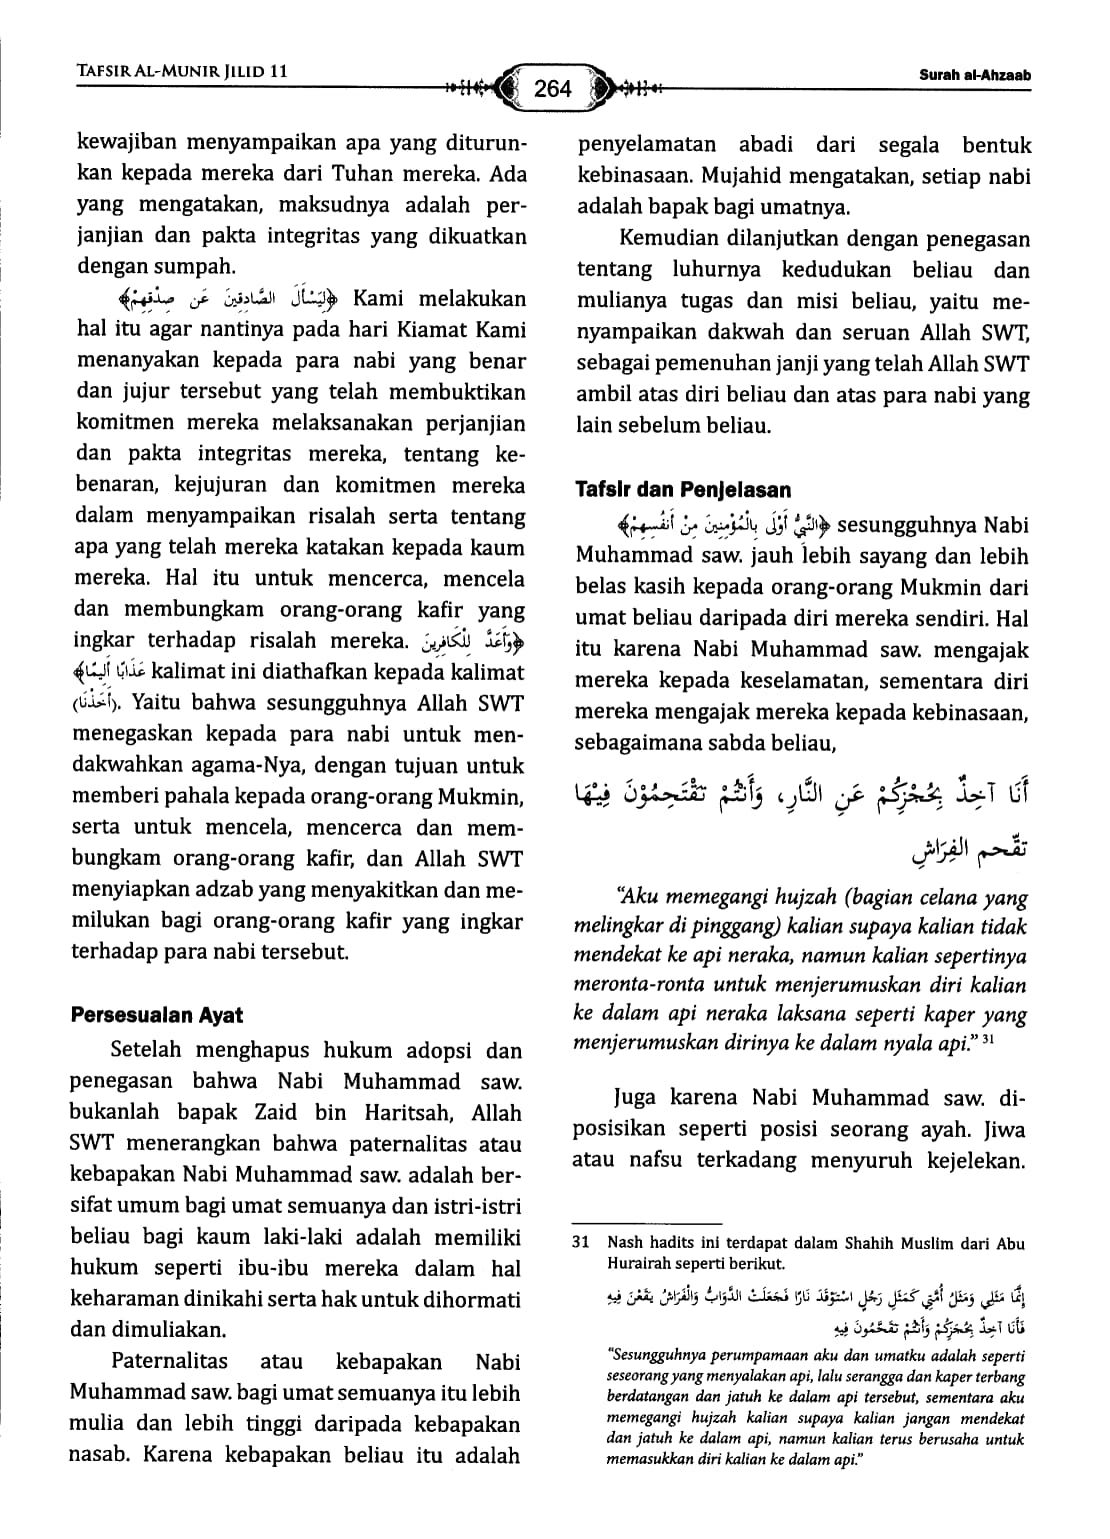 TAFSIR AL-MUNIR JILID 11
264
Surah al-Ahzaab
kewajiban menyampaikan apa yang diturun-
kan kepada mereka dari Tuhan mereka. Ada
yang mengatakan, maksudnya adalah per-
janjian dan pakta integritas yang dikuatkan
dengan sumpah.
﴿لِيَسْأَلَ الصَّادِقِينَ عَن صِدْقِهِمْ﴾ Kami melakukan
hal itu agar nantinya pada hari Kiamat Kami
menanyakan kepada para nabi yang benar
dan jujur tersebut yang telah membuktikan
komitmen mereka melaksanakan perjanjian
dan pakta integritas mereka, tentang ke-
benaran, kejujuran dan komitmen mereka
dalam menyampaikan risalah serta tentang
apa yang telah mereka katakan kepada kaum
mereka. Hal itu untuk mencerca, mencela
dan membungkam orang-orang kafir yang
ingkar terhadap risalah mereka. ﴿وَأَعَدَّ لِلْكَافِرِينَ
عَذَابًا أَلِيمًا﴾ kalimat ini diathafkan kepada kalimat
(أَخَذْنَا). Yaitu bahwa sesungguhnya Allah SWT
menegaskan kepada para nabi untuk men-
dakwahkan agama-Nya, dengan tujuan untuk
memberi pahala kepada orang-orang Mukmin,
serta untuk mencela, mencerca dan mem-
bungkam orang-orang kafir, dan Allah SWT
menyiapkan adzab yang menyakitkan dan me-
milukan bagi orang-orang kafir yang ingkar
terhadap para nabi tersebut.
Persesuaian Ayat
Setelah menghapus hukum adopsi dan
penegasan bahwa Nabi Muhammad saw.
bukanlah bapak Zaid bin Haritsah, Allah
SWT menerangkan bahwa paternalitas atau
kebapakan Nabi Muhammad saw. adalah ber-
sifat umum bagi umat semuanya dan istri-istri
beliau bagi kaum laki-laki adalah memiliki
hukum seperti ibu-ibu mereka dalam hal
keharaman dinikahi serta hak untuk dihormati
dan dimuliakan.
Paternalitas atau kebapakan Nabi
Muhammad saw. bagi umat semuanya itu lebih
mulia dan lebih tinggi daripada kebapakan
nasab. Karena kebapakan beliau itu adalah
penyelamatan abadi dari segala bentuk
kebinasaan. Mujahid mengatakan, setiap nabi
adalah bapak bagi umatnya.
Kemudian dilanjutkan dengan penegasan
tentang luhurnya kedudukan beliau dan
mulianya tugas dan misi beliau, yaitu me-
nyampaikan dakwah dan seruan Allah SWT,
sebagai pemenuhan janji yang telah Allah SWT
ambil atas diri beliau dan atas para nabi yang
lain sebelum beliau.
Tafsir dan Penjelasan
﴿النَّبِيُّ أَوْلَى بِالْمُؤْمِنِينَ مِنْ أَنفُسِهِمْ﴾ sesungguhnya Nabi
Muhammad saw. jauh lebih sayang dan lebih
belas kasih kepada orang-orang Mukmin dari
umat beliau daripada diri mereka sendiri. Hal
itu karena Nabi Muhammad saw. mengajak
mereka kepada keselamatan, sementara diri
mereka mengajak mereka kepada kebinasaan,
sebagaimana sabda beliau,
أَنَا آخِذٌ بِحُجَزِكُمْ عَنِ النَّارِ، وَأَنْتُمْ تَقْتَحِمُوْنَ فِيْهَا
تقّحم الفِرَاشِ
“Aku memegangi hujzah (bagian celana yang
melingkar di pinggang) kalian supaya kalian tidak
mendekat ke api neraka, namun kalian sepertinya
meronta-ronta untuk menjerumuskan diri kalian
ke dalam api neraka laksana seperti kaper yang
menjerumuskan dirinya ke dalam nyala api.” 31
Juga karena Nabi Muhammad saw. di-
posisikan seperti posisi seorang ayah. Jiwa
atau nafsu terkadang menyuruh kejelekan.
31 Nash hadits ini terdapat dalam Shahih Muslim dari Abu
Hurairah seperti berikut.
إِنَّمَا مَثَلِي وَمَثَلُ أُمَّتِي كَمَثَلِ رَجُلٍ اسْتَوْقَدَ نَارًا فَجَعَلَتْ الدَّوَابُّ وَالْفَرَاشُ يَقَعْنَ فِيهِ
فَأَنَا آخِذٌ بِحُجَزِكُمْ وَأَنْتُمْ تَقَحَّمُونَ فِيهِ
“Sesungguhnya perumpamaan aku dan umatku adalah seperti
seseorang yang menyalakan api, lalu serangga dan kaper terbang
berdatangan dan jatuh ke dalam api tersebut, sementara aku
memegangi hujzah kalian supaya kalian jangan mendekat
dan jatuh ke dalam api, namun kalian terus berusaha untuk
memasukkan diri kalian ke dalam api.”